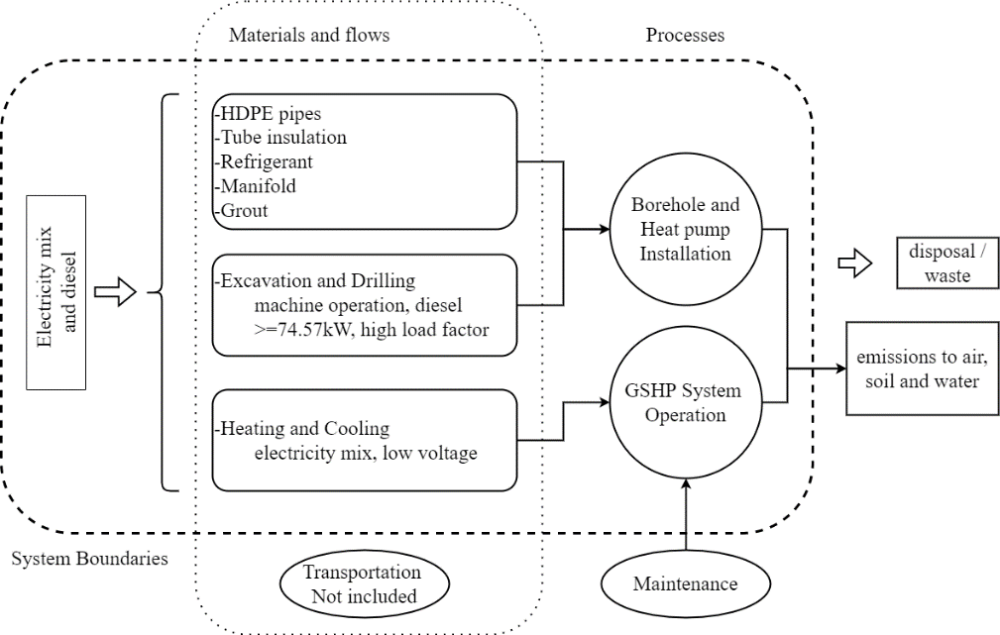 Materials and flows
Processes
-HDPE pipes
-Tube insulation
-Refrigerant
-Manifold
-Grout
Electricity mix
and diesel
-Excavation and Drilling
machine operation, diesel
>=74.57kW, high load factor
-Heating and Cooling
electricity mix, low voltage
Borehole and
Heat pump
Installation
GSHP System
Operation
disposal /
waste
emissions to air,
soil and water
System Boundaries
Transportation
Not included
Maintenance